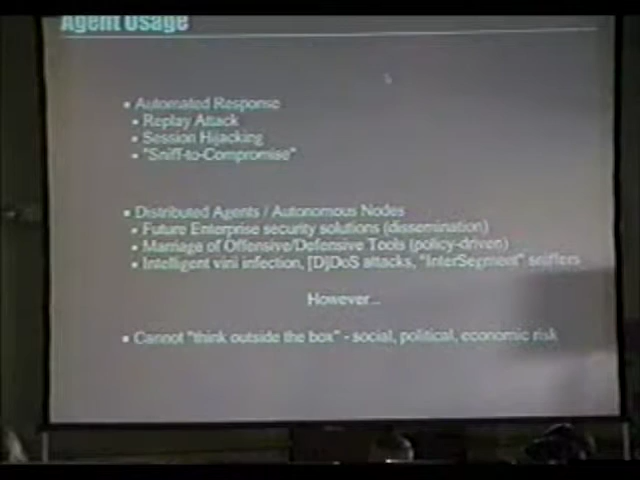 Agent Usage
• Automated Response
• Replay Attack
• Session Hijacking
• "Sniff-to-Compromise"
• Distributed Agents / Autonomous Nodes
• Future Enterprise security solutions (dissemination)
• Marriage of Offensive/Defensive Tools (policy-driven)
• Intelligent virii infection, [D]DoS attacks, "InterSegment" sniffers
However...
• Cannot "think outside the box" - social, political, economic risk